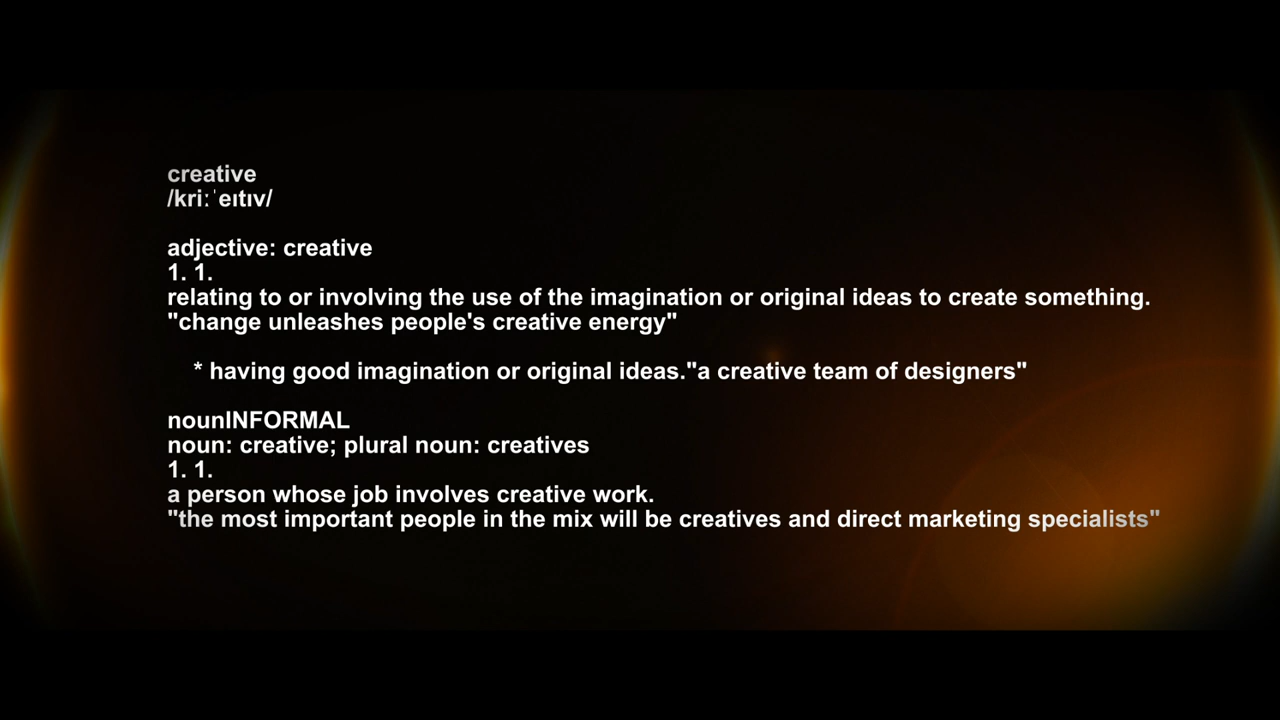 creative
/kriːˈeɪtɪv/
adjective: creative
1. 1.
relating to or involving the use of the imagination or original ideas to create something.
"change unleashes people's creative energy"
* having good imagination or original ideas."a creative team of designers"
nounINFORMAL
noun: creative; plural noun: creatives
1. 1.
a person whose job involves creative work.
"the most important people in the mix will be creatives and direct marketing specialists"